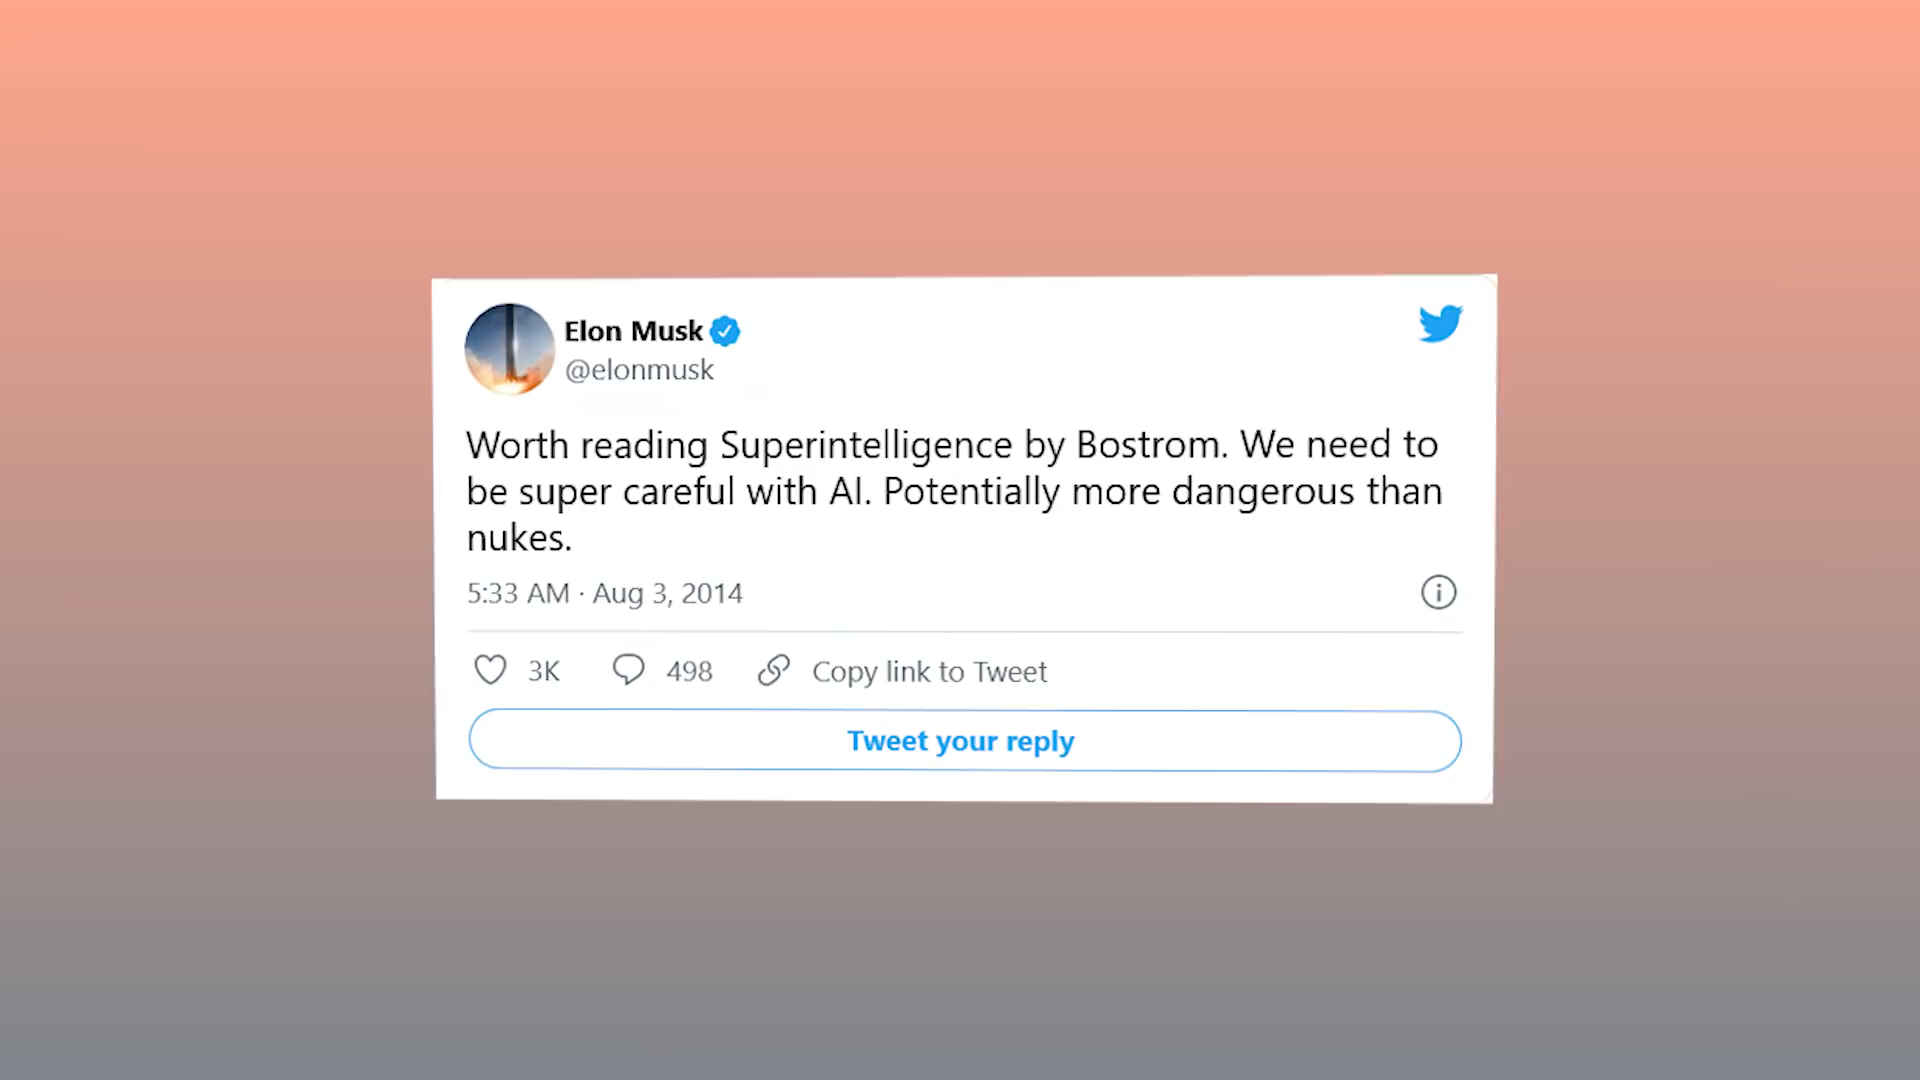 Elon Musk
@elonmusk
Worth reading Superintelligence by Bostrom. We need to
be super careful with AI. Potentially more dangerous than
nukes.
5:33 AM · Aug 3, 2014
3K 498 Copy link to Tweet
Tweet your reply